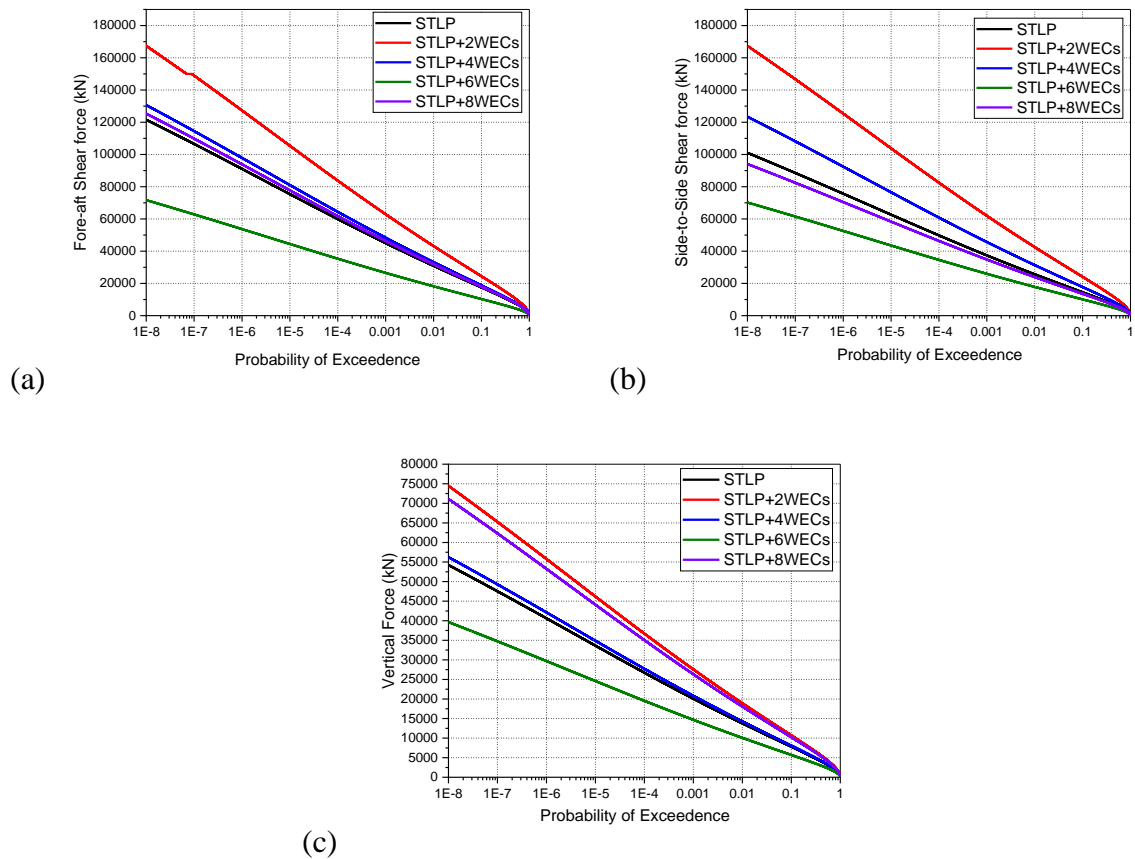 180000
160000
140000
120000
100000
80000
60000
40000
20000
0
Fore-aft Shear force (kN)
STLP
STLP+2WECs
STLP+4WECs
STLP+6WECs
STLP+8WECs
1E-8 1E-7 1E-6 1E-5 1E-4 0.001 0.01 0.1 1
Probability of Exceedence
(a)
180000
160000
140000
120000
100000
80000
60000
40000
20000
0
Side-to-Side Shear force (kN)
STLP
STLP+2WECs
STLP+4WECs
STLP+6WECs
STLP+8WECs
1E-8 1E-7 1E-6 1E-5 1E-4 0.001 0.01 0.1 1
Probability of Exceedence
(b)
80000
75000
70000
65000
60000
55000
50000
45000
40000
35000
30000
25000
20000
15000
10000
5000
0
Vertical Force (kN)
STLP
STLP+2WECs
STLP+4WECs
STLP+6WECs
STLP+8WECs
1E-8 1E-7 1E-6 1E-5 1E-4 0.001 0.01 0.1 1
Probability of Exceedence
(c)